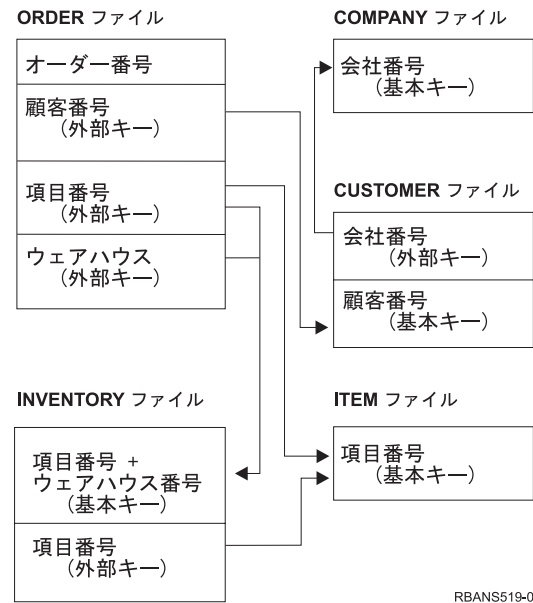 ORDER ファイル
オーダー番号
顧客番号
(外部キー)
項目番号
(外部キー)
ウェアハウス
(外部キー)
COMPANY ファイル
会社番号
(基本キー)
CUSTOMER ファイル
会社番号
(外部キー)
顧客番号
(基本キー)
INVENTORY ファイル
項目番号 +
ウェアハウス番号
(基本キー)
項目番号
(外部キー)
ITEM ファイル
項目番号
(基本キー)
RBANS519-0